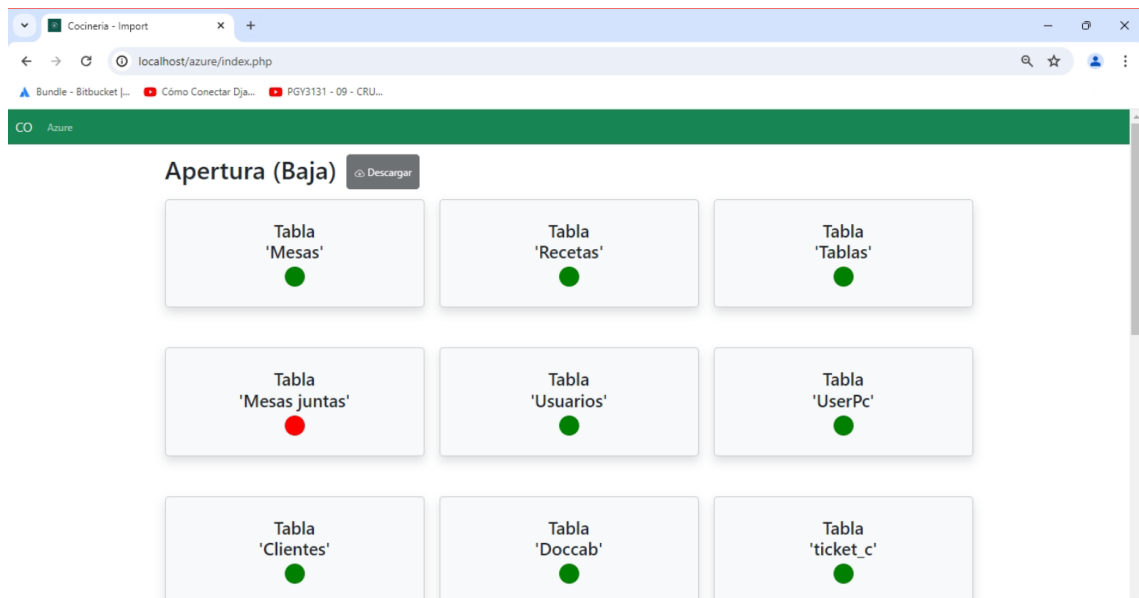 Cocineria - Import
localhost/azure/index.php
Bundle - Bitbucket |...
Cómo Conectar Dja...
PGY3131 - 09 - CRU...
CO Azure
Apertura (Baja)
Descargar
Tabla
'Mesas'
Tabla
'Recetas'
Tabla
'Tablas'
Tabla
'Mesas juntas'
Tabla
'Usuarios'
Tabla
'UserPc'
Tabla
'Clientes'
Tabla
'Doccab'
Tabla
'ticket_c'